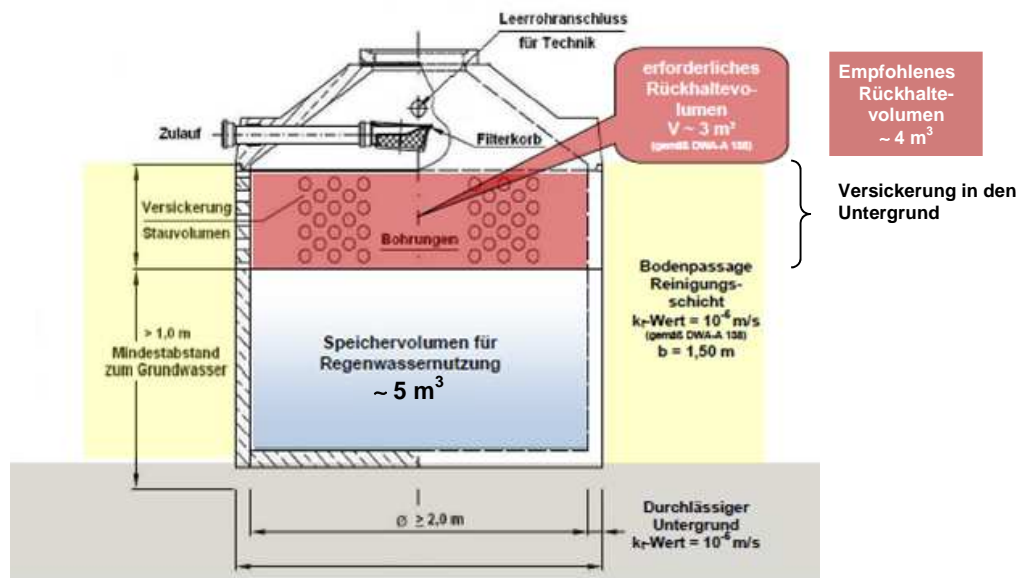 Leerrohranschluss
für Technik
erforderliches
Rückhaltevo-
lumen
V ~ 3 m³
(gemäß DWA-A 138)
Empfohlenes
Rückhalte-
volumen
~ 4 m³
Zulauf
Filterkorb
Versickerung
Stauvolumen
Bohrungen
Versickerung in den
Untergrund
Bodenpassage
Reinigungs-
schicht
kf-Wert = 10⁻⁶ m/s
(gemäß DWA-A 138)
b = 1,50 m
> 1,0 m
Mindestabstand
zum Grundwasser
Speichervolumen für
Regenwassernutzung
~ 5 m³
Ø ≥ 2,0 m
Durchlässiger
Untergrund
kf-Wert = 10⁻⁶ m/s